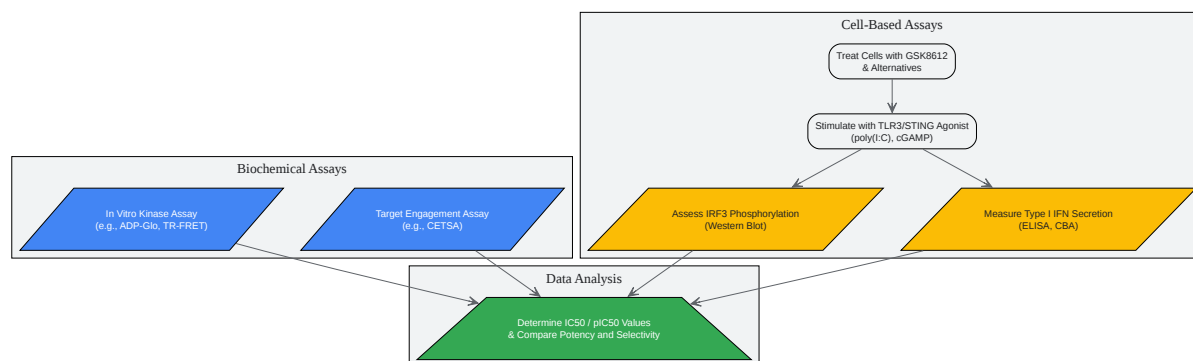 Cell-Based Assays
Treat Cells with GSK8612
& Alternatives
Stimulate with TLR3/STING Agonist
(poly(I:C), cGAMP)
Biochemical Assays
In Vitro Kinase Assay
(e.g., ADP-Glo, TR-FRET)
Target Engagement Assay
(e.g., CETSA)
Assess IRF3 Phosphorylation
(Western Blot)
Measure Type I IFN Secretion
(ELISA, CBA)
Data Analysis
Determine IC50 / pIC50 Values
& Compare Potency and Selectivity